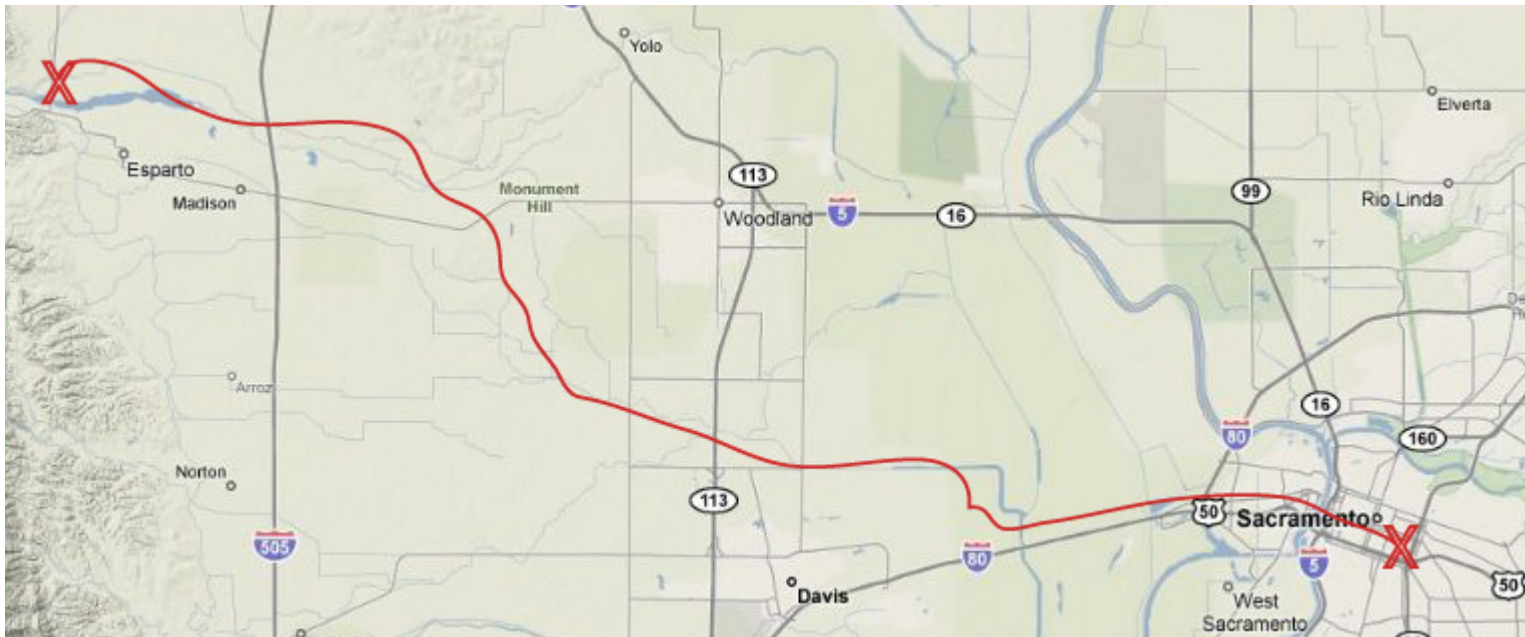 X
Yolo
Elverta
Esparto
Madison
Monument
Hill
113
Woodland
5
16
99
Rio Linda
Arroz
16
80
160
Norton
113
50
Sacramento
X
505
80
5
50
Davis
West
Sacramento